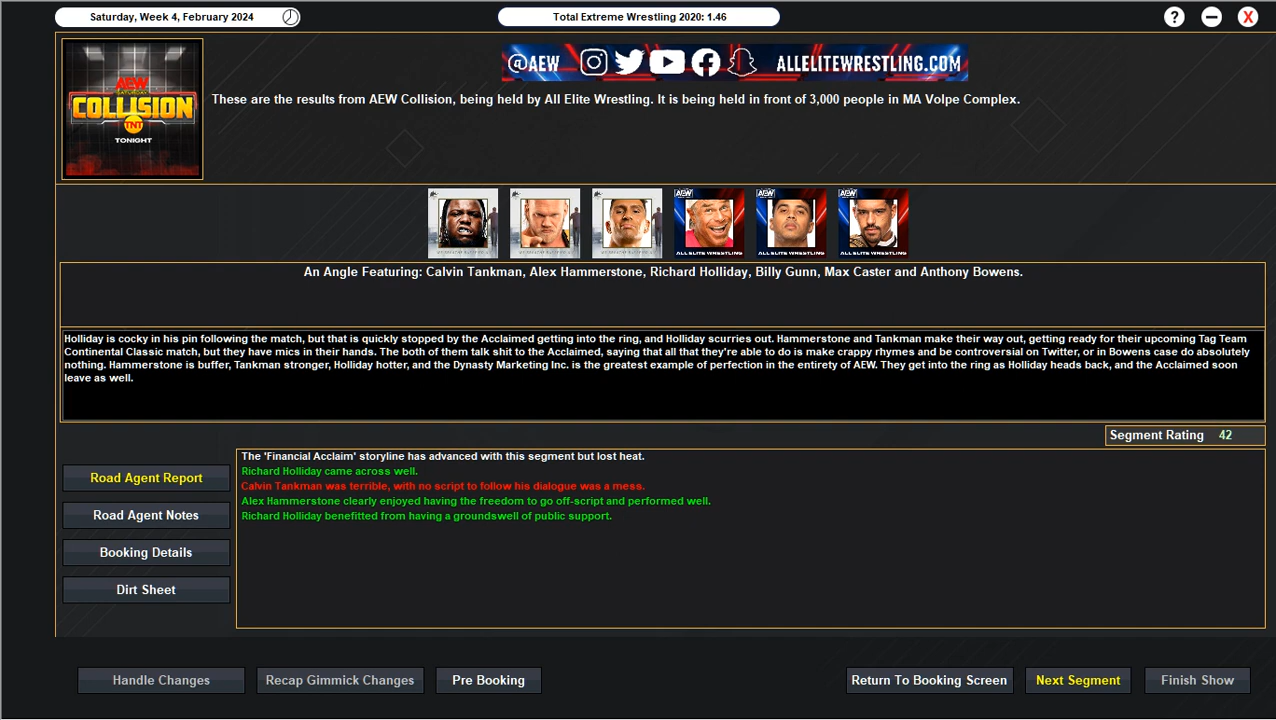 Saturday, Week 4, February 2024
Total Extreme Wrestling 2020: 1.46
?
X
AEW
SATURDAY
COLLISION
TNT
TONIGHT
@AEW
ALLELITEWRESTLING.COM
These are the results from AEW Collision, being held by All Elite Wrestling. It is being held in front of 3,000 people in MA Volpe Complex.
AEW AEW AEW
ALL ELITE WRESTLING ALL ELITE WRESTLING ALL ELITE WRESTLING
An Angle Featuring: Calvin Tankman, Alex Hammerstone, Richard Holliday, Billy Gunn, Max Caster and Anthony Bowens.
Holliday is cocky in his pin following the match, but that is quickly stopped by the Acclaimed getting into the ring, and Holliday scurries out. Hammerstone and Tankman make their way out, getting ready for their upcoming Tag Team
Continental Classic match, but they have mics in their hands. The both of them talk shit to the Acclaimed, saying that all that they're able to do is make crappy rhymes and be controversial on Twitter, or in Bowens case do absolutely
nothing. Hammerstone is buffer, Tankman stronger, Holliday hotter, and the Dynasty Marketing Inc. is the greatest example of perfection in the entirety of AEW. They get into the ring as Holliday heads back, and the Acclaimed soon
leave as well.
Segment Rating 42
The 'Financial Acclaim' storyline has advanced with this segment but lost heat.
Richard Holliday came across well.
Calvin Tankman was terrible, with no script to follow his dialogue was a mess.
Alex Hammerstone clearly enjoyed having the freedom to go off-script and performed well.
Richard Holliday benefitted from having a groundswell of public support.
Road Agent Report
Road Agent Notes
Booking Details
Dirt Sheet
Handle Changes
Recap Gimmick Changes
Pre Booking
Return To Booking Screen
Next Segment
Finish Show